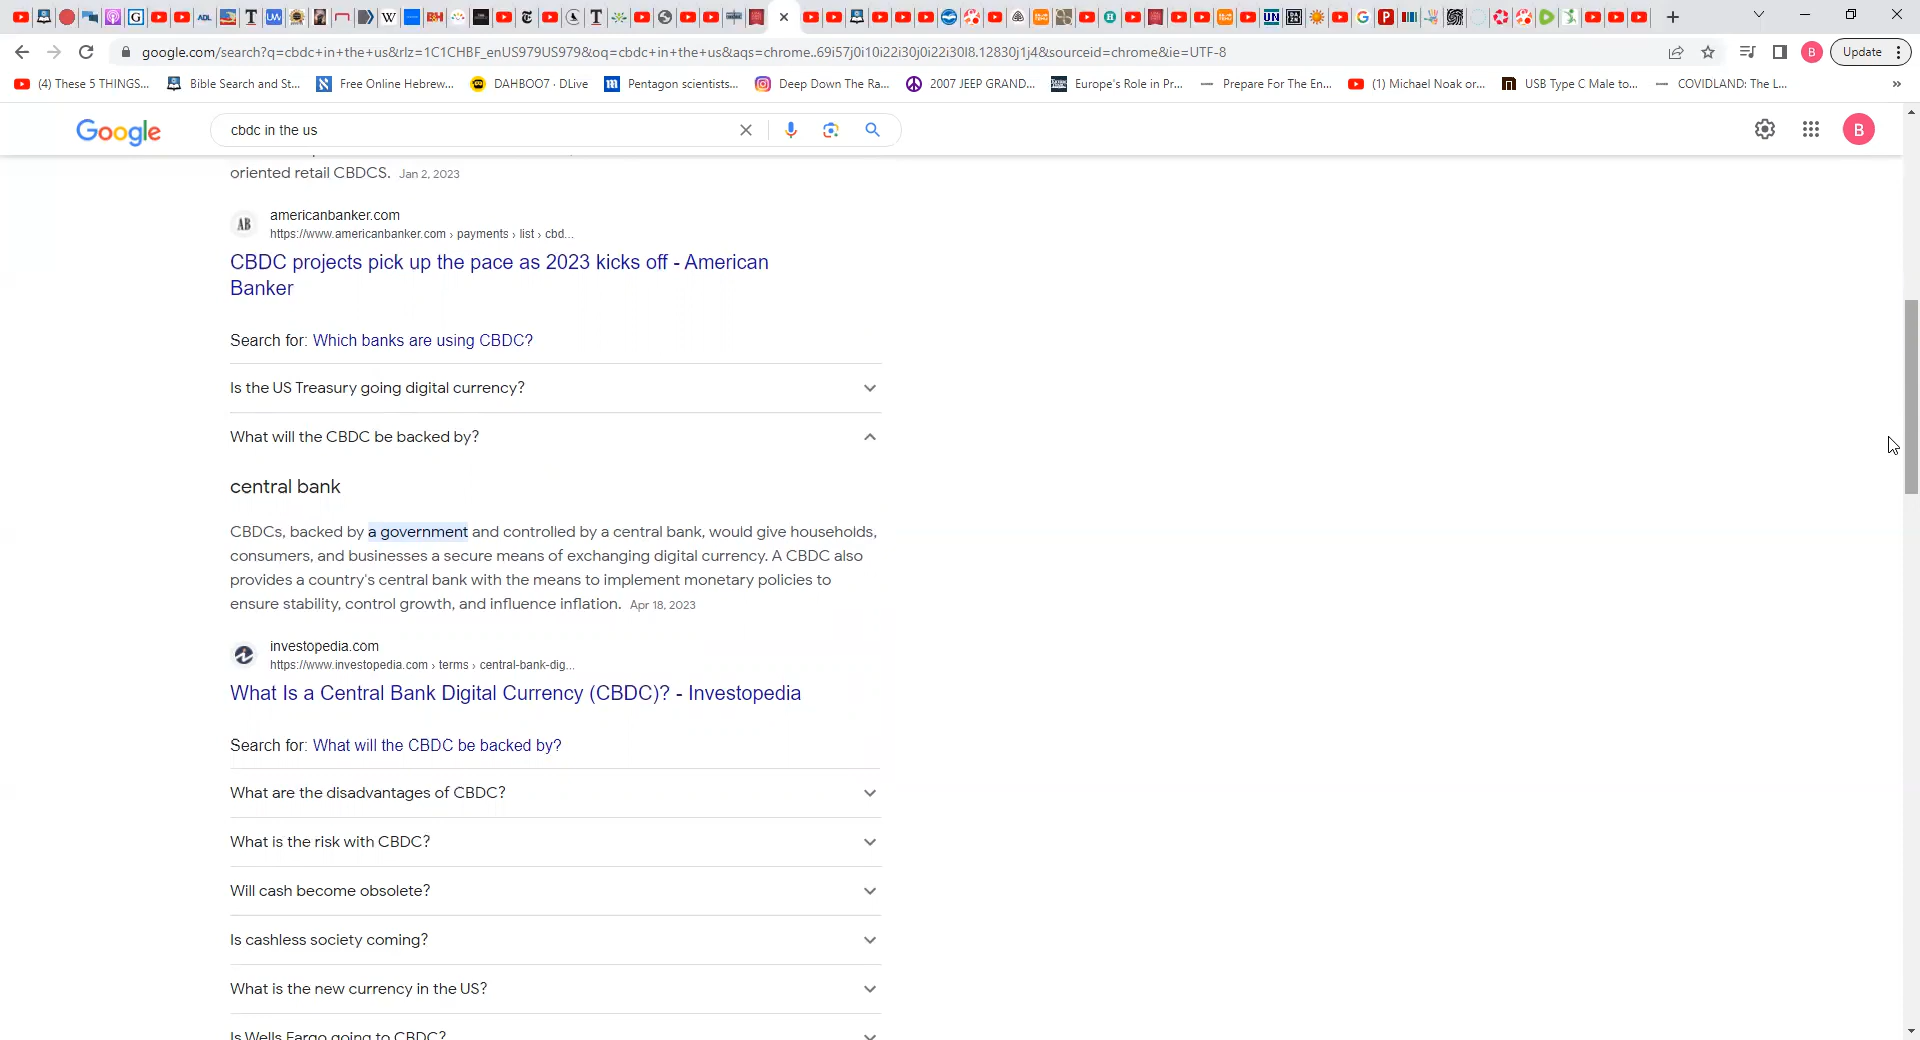 google.com/search?q=cbdc+in+the+us&rlz=1C1CHBF_enUS979US979&oq=cbdc+in+the+us&aqs=chrome..69i57j0i10i22i30j0i22i30l8.12830j1j4&sourceid=chrome&ie=UTF-8
B
Update
(4) These 5 THINGS...
Bible Search and St...
Free Online Hebrew...
DAHBOO7 · DLive
Pentagon scientists...
Deep Down The Ra...
2007 JEEP GRAND...
Europe's Role in Pr...
Prepare For The En...
(1) Michael Noak or...
USB Type C Male to...
COVIDLAND: The L...
»
Google
cbdc in the us
B
oriented retail CBDCS. Jan 2, 2023
AB
americanbanker.com
https://www.americanbanker.com › payments › list › cbd...
CBDC projects pick up the pace as 2023 kicks off - American
Banker
Search for: Which banks are using CBDC?
Is the US Treasury going digital currency?
What will the CBDC be backed by?
central bank
CBDCs, backed by a government and controlled by a central bank, would give households,
consumers, and businesses a secure means of exchanging digital currency. A CBDC also
provides a country's central bank with the means to implement monetary policies to
ensure stability, control growth, and influence inflation. Apr 18, 2023
investopedia.com
https://www.investopedia.com › terms › central-bank-dig...
What Is a Central Bank Digital Currency (CBDC)? - Investopedia
Search for: What will the CBDC be backed by?
What are the disadvantages of CBDC?
What is the risk with CBDC?
Will cash become obsolete?
Is cashless society coming?
What is the new currency in the US?
Is Wells Fargo going to CBDC?